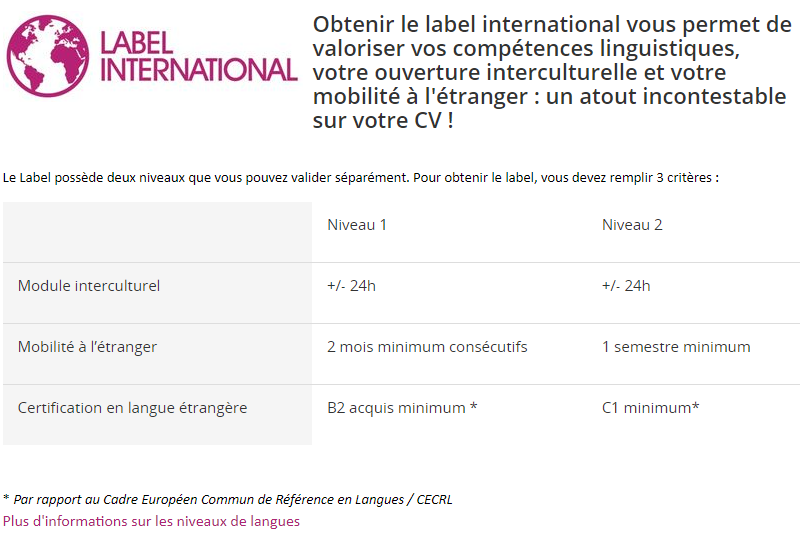 LABEL
INTERNATIONAL
Obtenir le label international vous permet de
valoriser vos compétences linguistiques,
votre ouverture interculturelle et votre
mobilité à l'étranger : un atout incontestable
sur votre CV !
Le Label possède deux niveaux que vous pouvez valider séparément. Pour obtenir le label, vous devez remplir 3 critères :
Niveau 1 Niveau 2
Module interculturel +/- 24h +/- 24h
Mobilité à l’étranger 2 mois minimum consécutifs 1 semestre minimum
Certification en langue étrangère B2 acquis minimum * C1 minimum*
* Par rapport au Cadre Européen Commun de Référence en Langues / CECRL
Plus d'informations sur les niveaux de langues